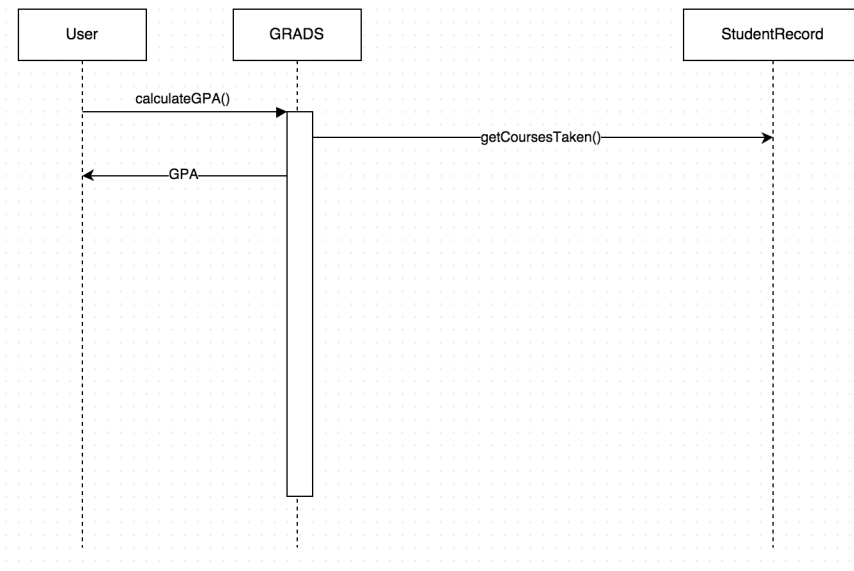 User
GRADS
StudentRecord
calculateGPA()
getCoursesTaken()
GPA